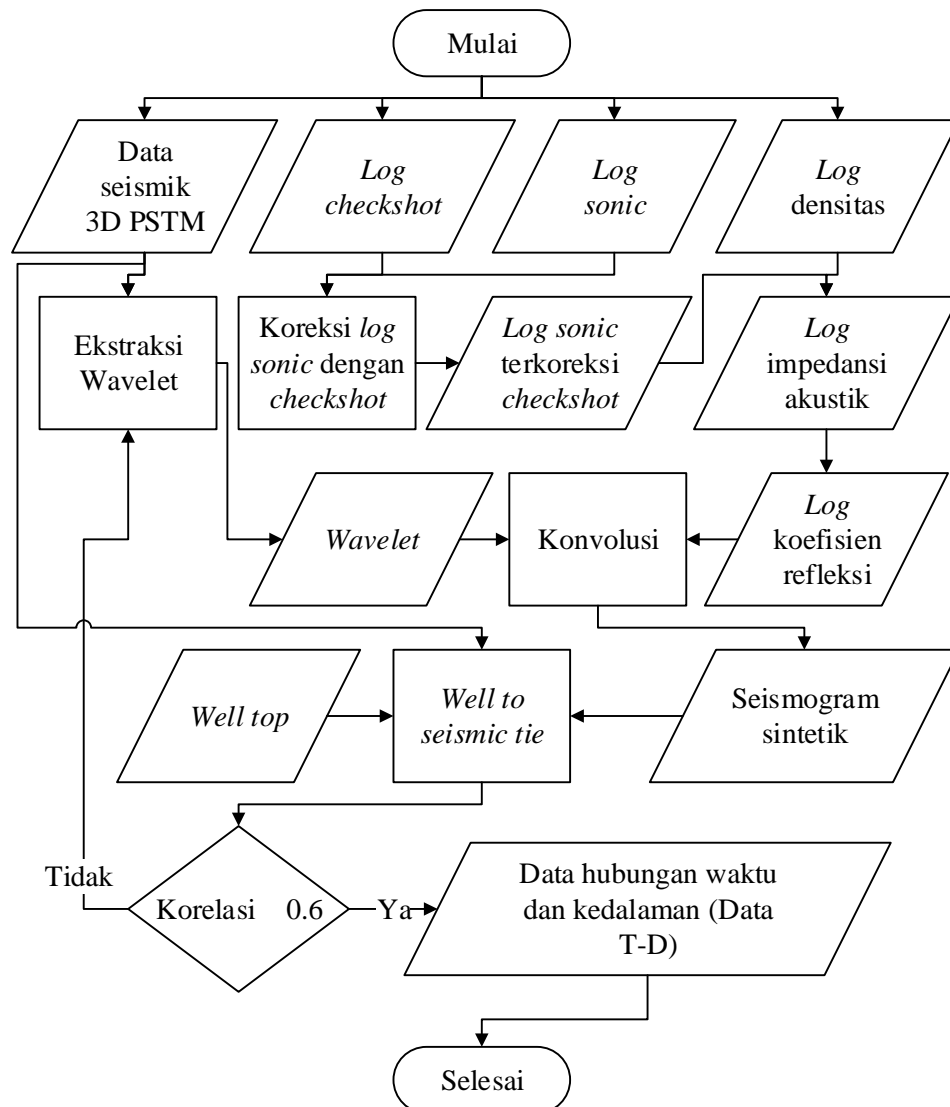 Mulai
Data
seismik
3D PSTM
Log
checkshot
Log
sonic
Log
densitas
Ekstraksi
Wavelet
Koreksi log
sonic dengan
checkshot
Log sonic
terkoreksi
checkshot
Log
impedansi
akustik
Wavelet
Konvolusi
Log
koefisien
refleksi
Well top
Well to
seismic tie
Seismogram
sintetik
Tidak
Korelasi 0.6
Ya
Data hubungan waktu
dan kedalaman (Data
T-D)
Selesai